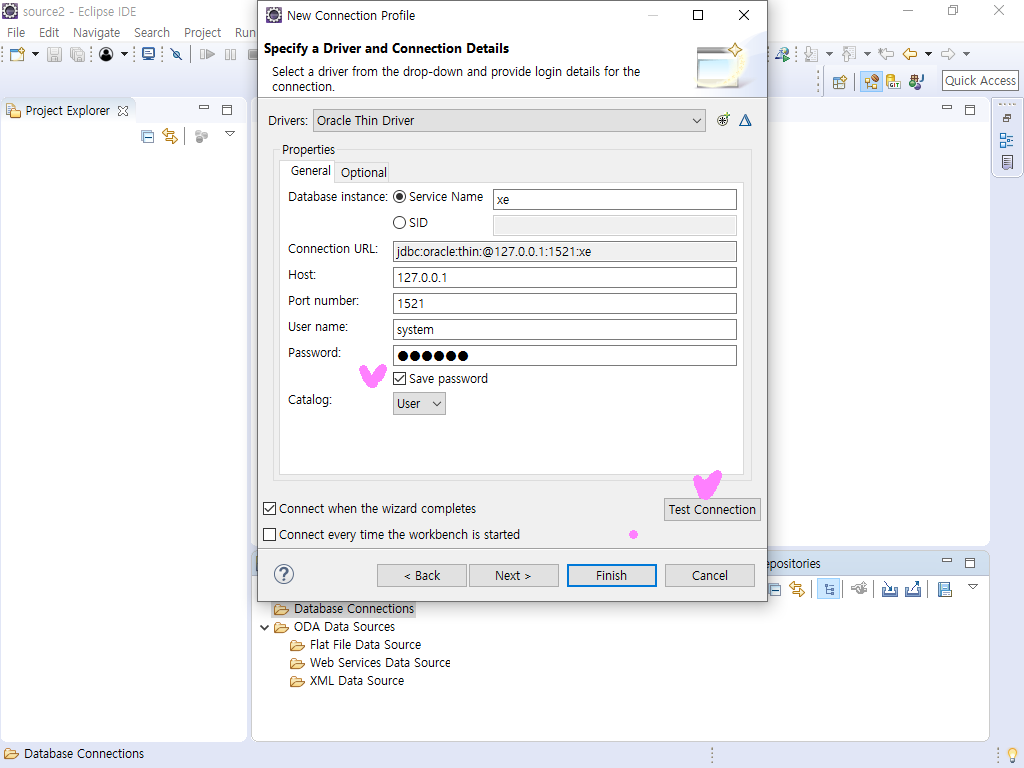 source2 - Eclipse IDE
File Edit Navigate Search Project Run
Quick Access
Project Explorer
New Connection Profile
Specify a Driver and Connection Details
Select a driver from the drop-down and provide login details for the
connection.
Drivers: Oracle Thin Driver
Properties
General Optional
Database instance: Service Name xe
SID
Connection URL: jdbc:oracle:thin:@127.0.0.1:1521:xe
Host: 127.0.0.1
Port number: 1521
User name: system
Password: ●●●●●●
Save password
Catalog: User
Connect when the wizard completes
Test Connection
Connect every time the workbench is started
< Back Next > Finish Cancel
epositories
Database Connections
ODA Data Sources
Flat File Data Source
Web Services Data Source
XML Data Source
Database Connections